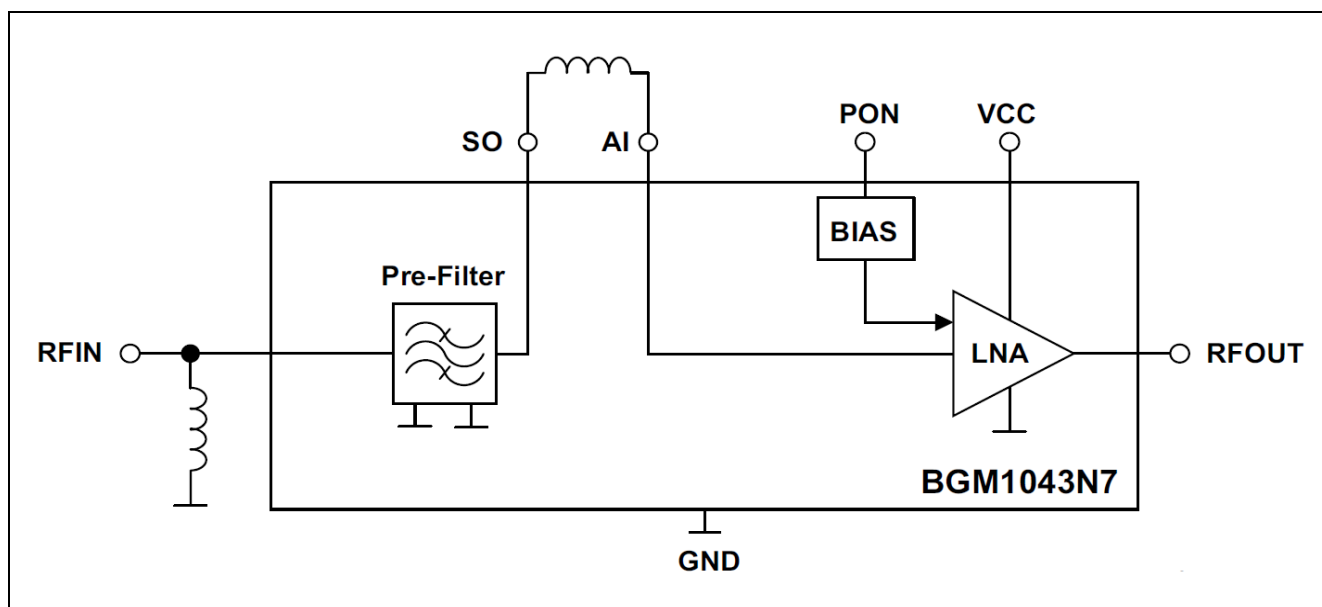 PON
VCC
SO
AI
BIAS
Pre-Filter
RFIN
LNA
RFOUT
BGM1043N7
GND